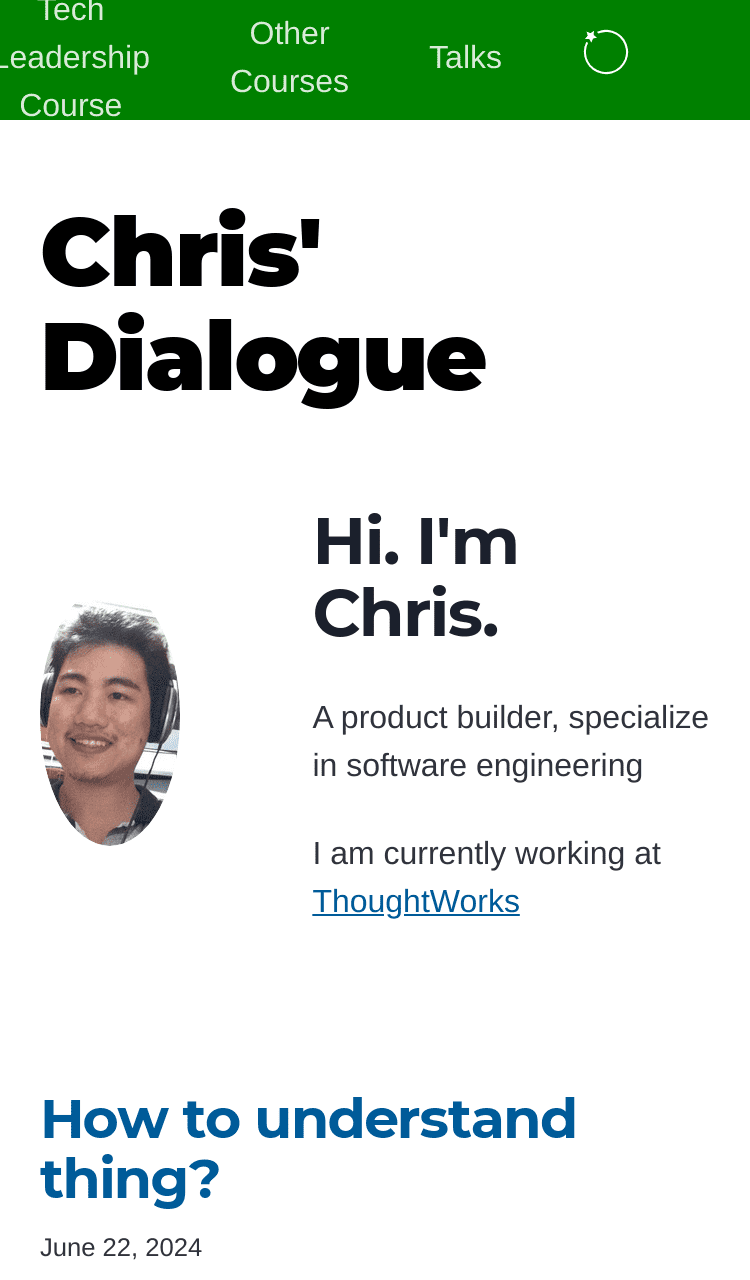 Tech
Leadership
Course
Other
Courses
Talks
Chris'
Dialogue
Hi. I'm
Chris.
A product builder, specialize
in software engineering
I am currently working at
ThoughtWorks
How to understand
thing?
June 22, 2024